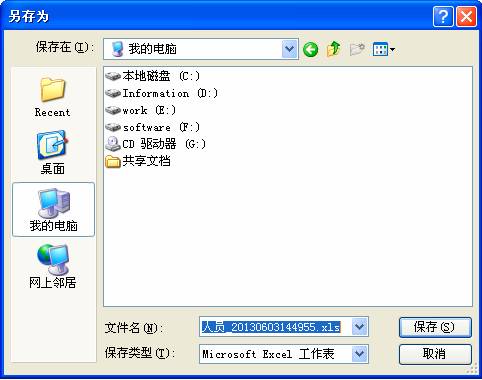 另存为
保存在(I):
我的电脑
本地磁盘 (C:)
Information (D:)
work (E:)
software (F:)
CD 驱动器 (G:)
共享文档
Recent
桌面
我的电脑
网上邻居
文件名(N):
人员_20130603144955.xls
保存(S)
保存类型(T):
Microsoft Excel 工作表
取消